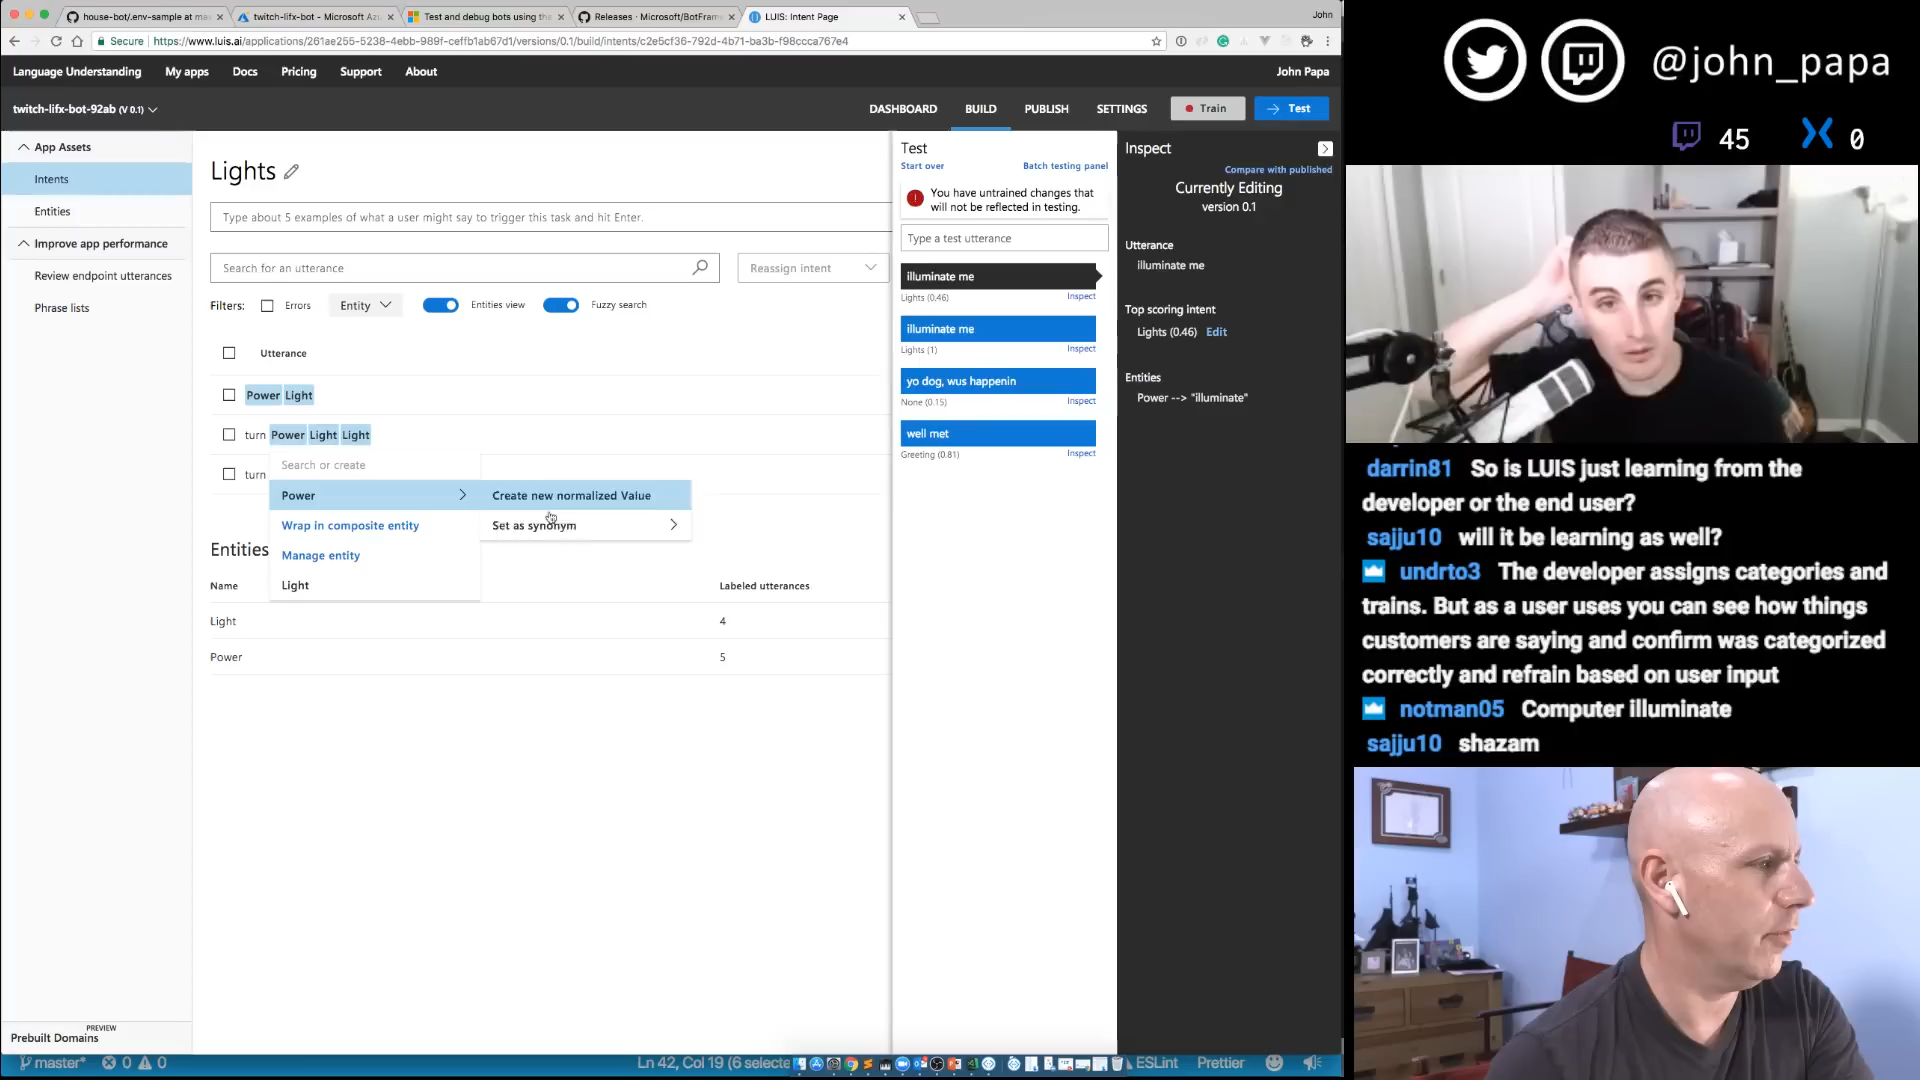 house-bot/.env-sample at ma
twitch-lifx-bot - Microsoft Az
Test and debug bots using the
Releases · Microsoft/BotFram
LUIS: Intent Page
John
Secure
https://www.luis.ai/applications/261ae255-5238-4ebb-989f-ceffb1ab67d1/versions/0.1/build/intents/c2e5cf36-792d-4b71-ba3b-f98ccca767e4
Language Understanding
My apps
Docs
Pricing
Support
About
John Papa
twitch-lifx-bot-92ab (V 0.1)
DASHBOARD
BUILD
PUBLISH
SETTINGS
Train
Test
App Assets
Intents
Entities
Improve app performance
Review endpoint utterances
Phrase lists
PREVIEW
Prebuilt Domains
Lights
Type about 5 examples of what a user might say to trigger this task and hit Enter.
Search for an utterance
Reassign intent
Filters:
Errors
Entity
Entities view
Fuzzy search
Utterance
Power Light
turn Power Light Light
turn
Search or create
Power
Wrap in composite entity
Manage entity
Light
Create new normalized Value
Set as synonym
Entities
Name
Labeled utterances
Light
4
Power
5
Test
Start over
Batch testing panel
You have untrained changes that
will not be reflected in testing.
Type a test utterance
illuminate me
Lights (0.46)
Inspect
illuminate me
Lights (1)
Inspect
yo dog, wus happenin
None (0.15)
Inspect
well met
Greeting (0.81)
Inspect
Inspect
Compare with published
Currently Editing
version 0.1
Utterance
illuminate me
Top scoring intent
Lights (0.46) Edit
Entities
Power --> "illuminate"
master*
0
0
Ln 42, Col 19 (6 selecte
ESLint
Prettier
@john_papa
45
0
darrin81 So is LUIS just learning from the
developer or the end user?
sajju10 will it be learning as well?
undrto3 The developer assigns categories and
trains. But as a user uses you can see how things
customers are saying and confirm was categorized
correctly and refrain based on user input
notman05 Computer illuminate
sajju10 shazam